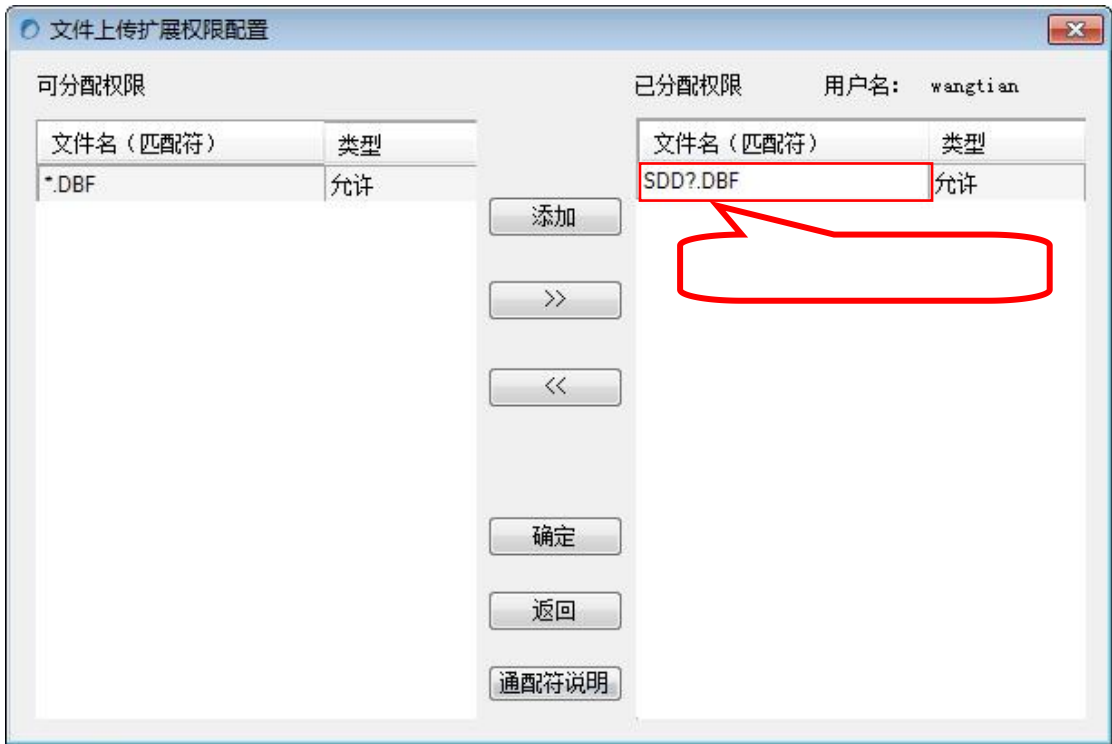 文件上传扩展权限配置
可分配权限
已分配权限 用户名: wangtian
文件名（匹配符） 类型
文件名（匹配符） 类型
*.DBF 允许
SDD?.DBF 允许
添加
>>
<<
确定
返回
通配符说明